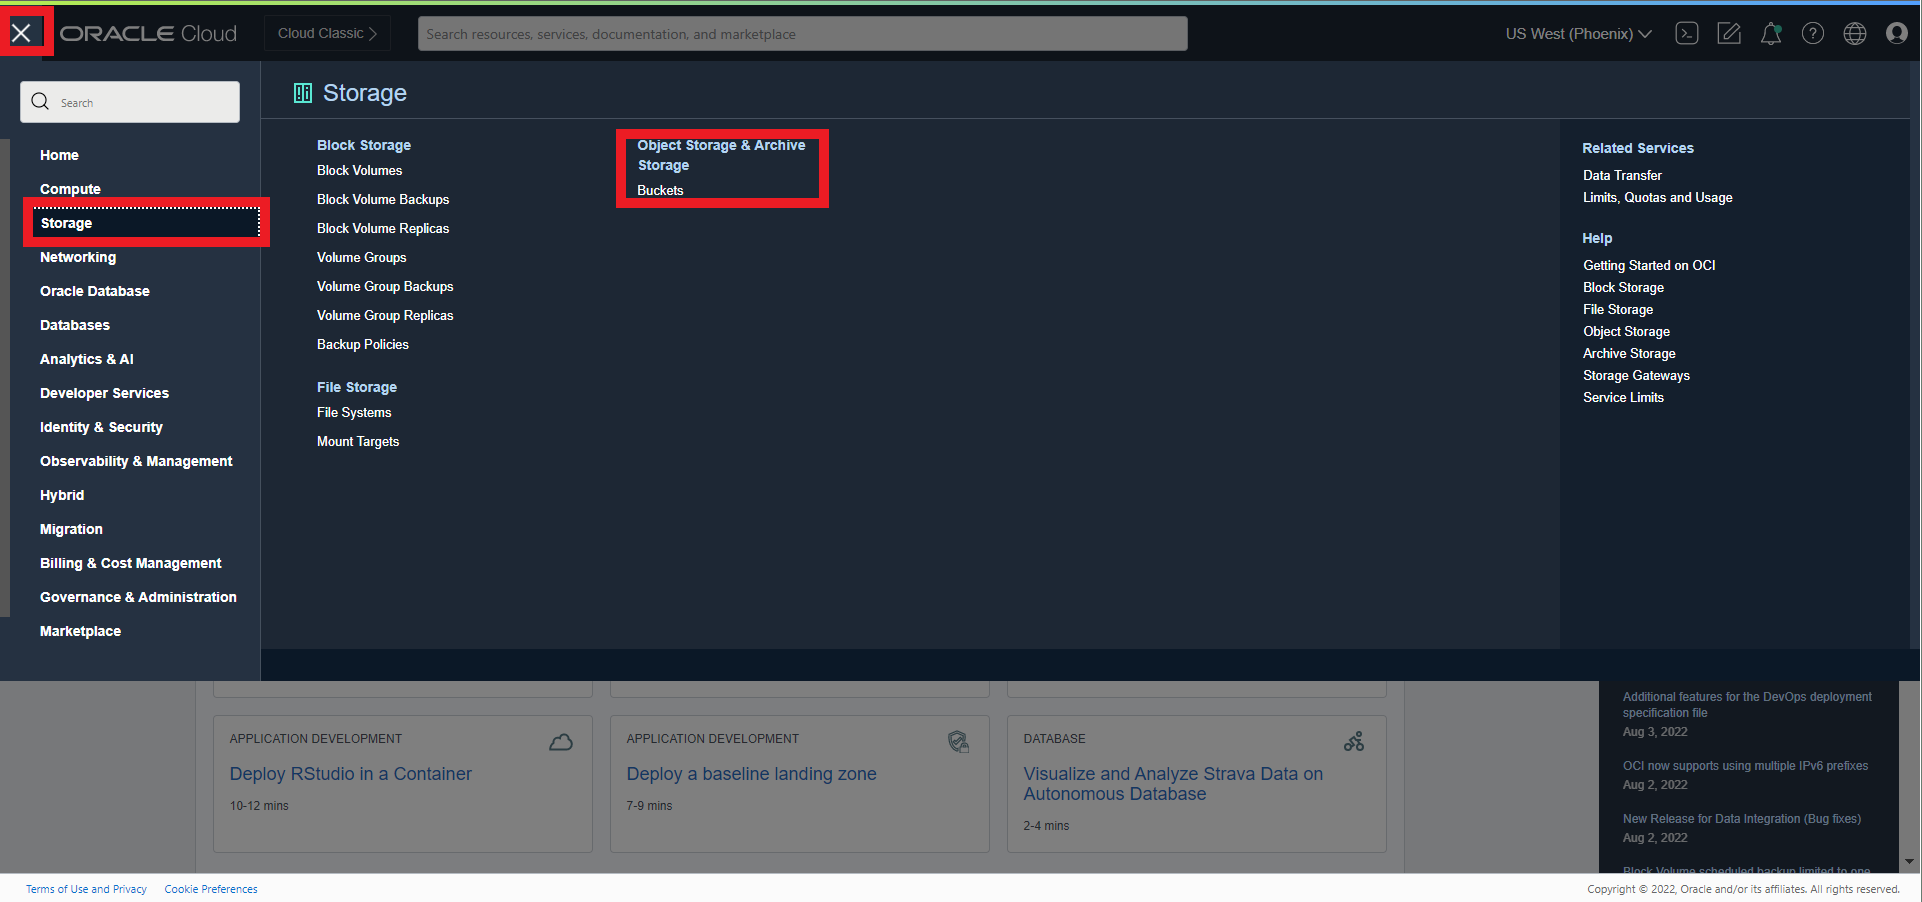 ORACLE Cloud
Cloud Classic
Search resources, services, documentation, and marketplace
US West (Phoenix)
Search
Home
Compute
Storage
Networking
Oracle Database
Databases
Analytics & AI
Developer Services
Identity & Security
Observability & Management
Hybrid
Migration
Billing & Cost Management
Governance & Administration
Marketplace
Storage
Block Storage
Block Volumes
Block Volume Backups
Block Volume Replicas
Volume Groups
Volume Group Backups
Volume Group Replicas
Backup Policies
File Storage
File Systems
Mount Targets
Object Storage & Archive
Storage
Buckets
Related Services
Data Transfer
Limits, Quotas and Usage
Help
Getting Started on OCI
Block Storage
File Storage
Object Storage
Archive Storage
Storage Gateways
Service Limits
APPLICATION DEVELOPMENT
Deploy RStudio in a Container
10-12 mins
APPLICATION DEVELOPMENT
Deploy a baseline landing zone
7-9 mins
DATABASE
Visualize and Analyze Strava Data on
Autonomous Database
2-4 mins
Additional features for the DevOps deployment
specification file
Aug 3, 2022
OCI now supports using multiple IPv6 prefixes
Aug 2, 2022
New Release for Data Integration (Bug fixes)
Aug 2, 2022
Block Volume scheduled backup limited to one
Terms of Use and Privacy
Cookie Preferences
Copyright © 2022, Oracle and/or its affiliates. All rights reserved.